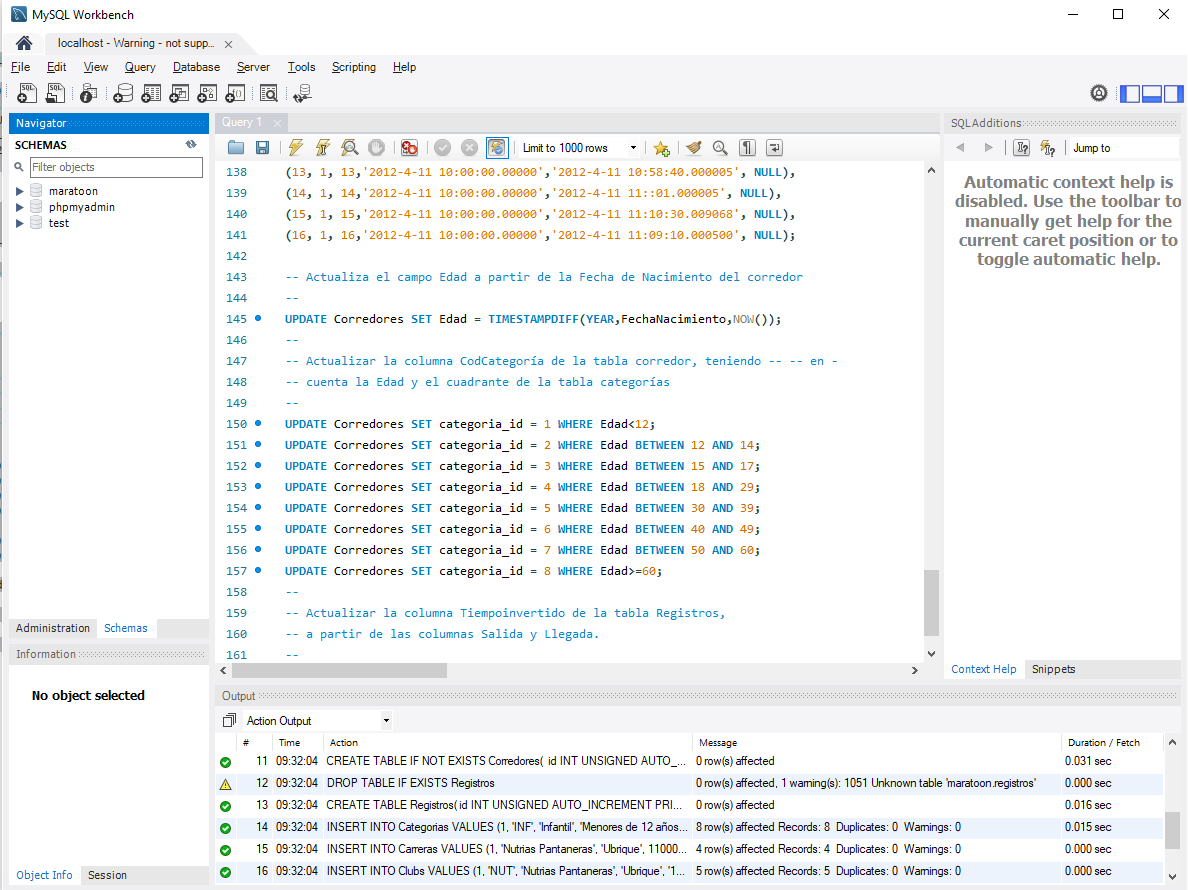 MySQL Workbench
localhost - Warning - not supp...
File Edit View Query Database Server Tools Scripting Help
Navigator
SCHEMAS
Filter objects
maratoon
phpmyadmin
test
Administration Schemas
Information
No object selected
Object Info Session
Query 1
Limit to 1000 rows
138 (13, 1, 13,'2012-4-11 10:00:00.00000','2012-4-11 10:58:40.000005', NULL),
139 (14, 1, 14,'2012-4-11 10:00:00.00000','2012-4-11 11::01.000005', NULL),
140 (15, 1, 15,'2012-4-11 10:00:00.00000','2012-4-11 11:10:30.009068', NULL),
141 (16, 1, 16,'2012-4-11 10:00:00.00000','2012-4-11 11:09:10.000500', NULL);
142
143 -- Actualiza el campo Edad a partir de la Fecha de Nacimiento del corredor
144 --
145 UPDATE Corredores SET Edad = TIMESTAMPDIFF(YEAR,FechaNacimiento,NOW());
146 --
147 -- Actualizar la columna CodCategoría de la tabla corredor, teniendo -- -- en -
148 -- cuenta la Edad y el cuadrante de la tabla categorías
149 --
150 UPDATE Corredores SET categoria_id = 1 WHERE Edad<12;
151 UPDATE Corredores SET categoria_id = 2 WHERE Edad BETWEEN 12 AND 14;
152 UPDATE Corredores SET categoria_id = 3 WHERE Edad BETWEEN 15 AND 17;
153 UPDATE Corredores SET categoria_id = 4 WHERE Edad BETWEEN 18 AND 29;
154 UPDATE Corredores SET categoria_id = 5 WHERE Edad BETWEEN 30 AND 39;
155 UPDATE Corredores SET categoria_id = 6 WHERE Edad BETWEEN 40 AND 49;
156 UPDATE Corredores SET categoria_id = 7 WHERE Edad BETWEEN 50 AND 60;
157 UPDATE Corredores SET categoria_id = 8 WHERE Edad>=60;
158 --
159 -- Actualizar la columna Tiempoinvertido de la tabla Registros,
160 -- a partir de las columnas Salida y Llegada.
161 --
SQLAdditions
Jump to
Automatic context help is
disabled. Use the toolbar to
manually get help for the
current caret position or to
toggle automatic help.
Context Help Snippets
Output
Action Output
# Time Action Message Duration / Fetch
11 09:32:04 CREATE TABLE IF NOT EXISTS Corredores( id INT UNSIGNED AUTO_... 0 row(s) affected 0.031 sec
12 09:32:04 DROP TABLE IF EXISTS Registros 0 row(s) affected, 1 warning(s): 1051 Unknown table 'maratoon.registros' 0.000 sec
13 09:32:04 CREATE TABLE Registros( id INT UNSIGNED AUTO_INCREMENT PRI... 0 row(s) affected 0.016 sec
14 09:32:04 INSERT INTO Categorias VALUES (1, 'INF', 'Infantil', 'Menores de 12 años... 8 row(s) affected Records: 8 Duplicates: 0 Warnings: 0 0.015 sec
15 09:32:04 INSERT INTO Carreras VALUES (1, 'Nutrias Pantaneras', 'Ubrique', 11000... 4 row(s) affected Records: 4 Duplicates: 0 Warnings: 0 0.000 sec
16 09:32:04 INSERT INTO Clubs VALUES (1, 'NUT', 'Nutrias Pantaneras', 'Ubrique', '1... 5 row(s) affected Records: 5 Duplicates: 0 Warnings: 0 0.000 sec